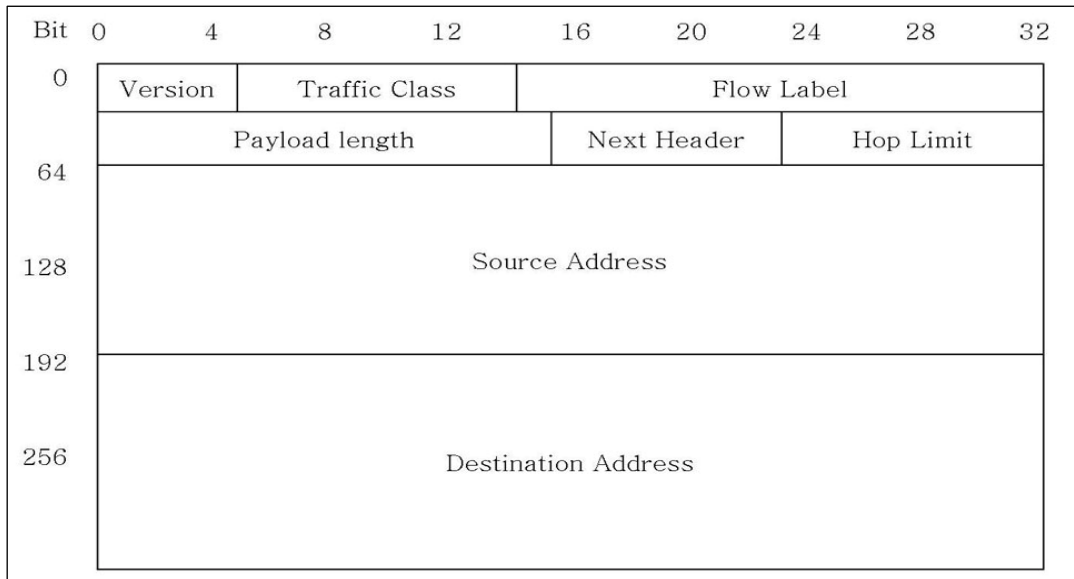 Bit 0 4 8 12 16 20 24 28 32
0 Version Traffic Class Flow Label
Payload length Next Header Hop Limit
64
128 Source Address
192
256 Destination Address